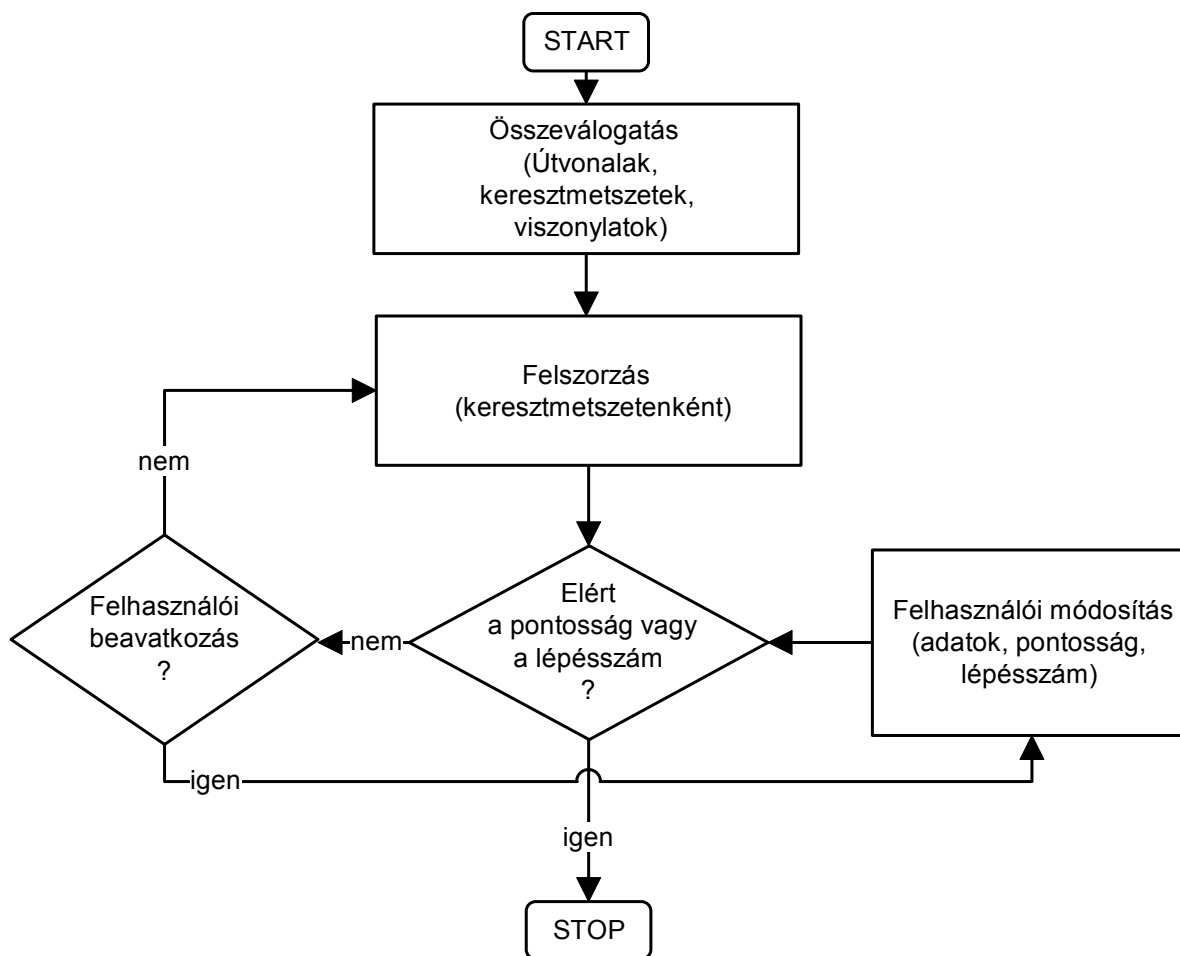 START
Összeválogatás
(Útvonalak,
keresztmetszetek,
viszonylatok)
Felszorzás
(keresztmetszetenként)
nem
Felhasználói
beavatkozás
?
nem
Elért
a pontosság vagy
a lépésszám
?
Felhasználói módosítás
(adatok, pontosság,
lépésszám)
igen
igen
STOP